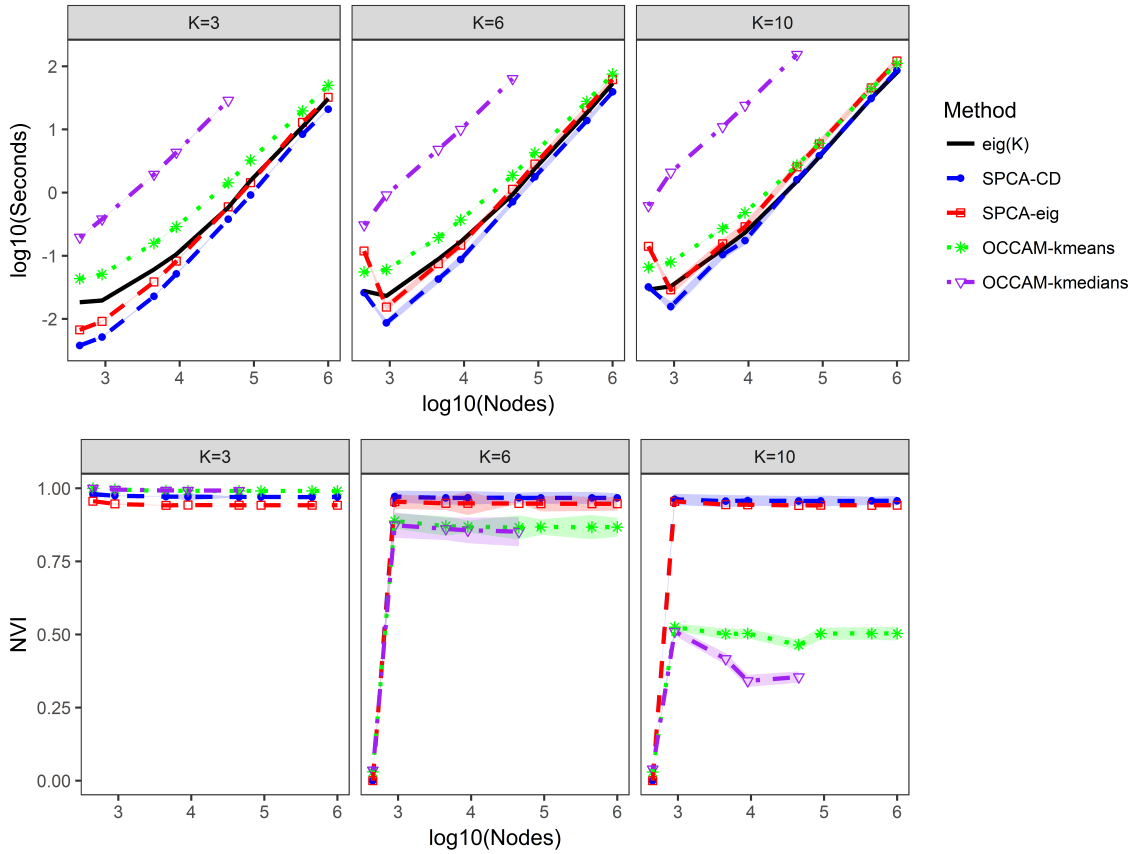 K=3 K=6 K=10
log10(Seconds)
2
1
0
-1
-2
3 4 5 6 3 4 5 6 3 4 5 6
log10(Nodes)
Method
eig(K)
SPCA-CD
SPCA-eig
OCCAM-kmeans
OCCAM-kmedians
K=3 K=6 K=10
NVI
1.00
0.75
0.50
0.25
0.00
3 4 5 6 3 4 5 6 3 4 5 6
log10(Nodes)